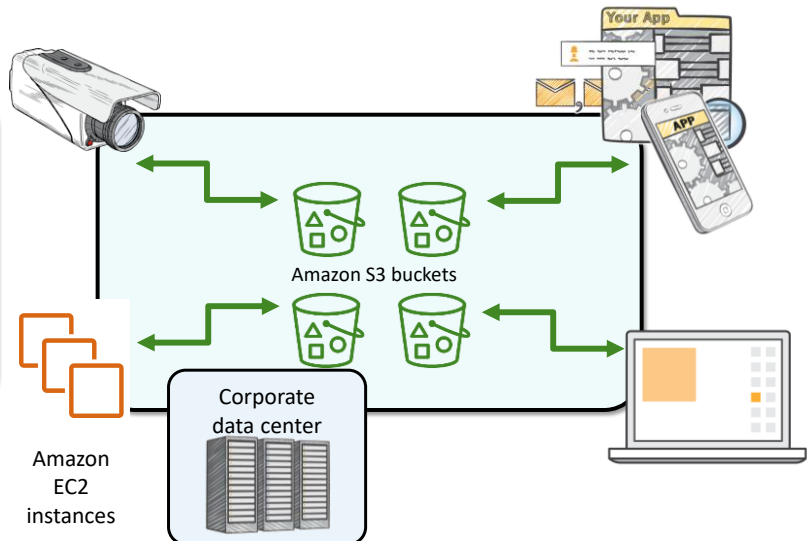 Your App
APP
Amazon S3 buckets
Corporate
data center
Amazon
EC2
instances